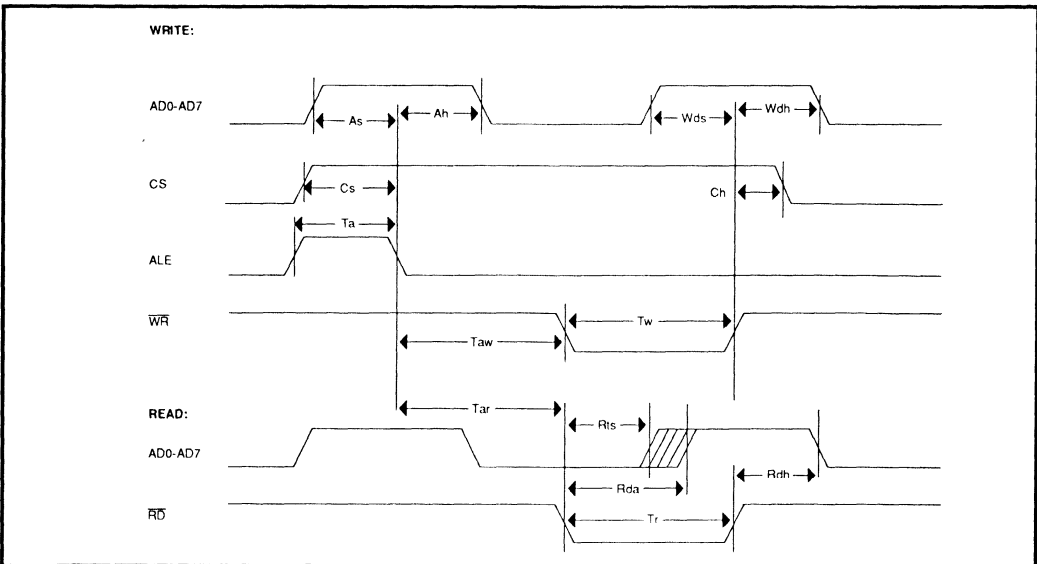 WRITE:
AD0-AD7
As
Ah
Wds
Wdh
CS
Cs
Ch
Ta
ALE
WR
Tw
Taw
READ:
Tar
Rts
AD0-AD7
Rda
Rdh
RD
Tr